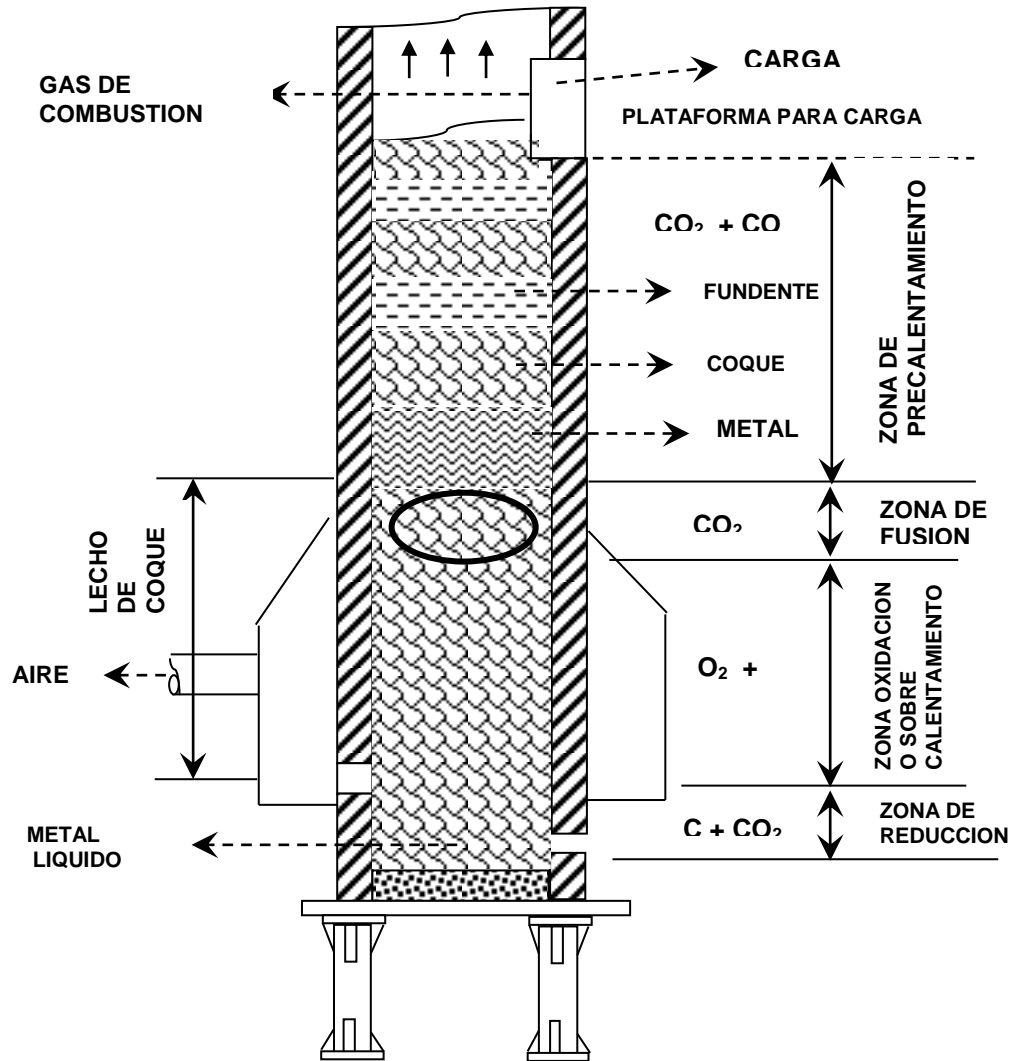 GAS DE
COMBUSTION
CARGA
PLATAFORMA PARA CARGA
CO₂ + CO
FUNDENTE
COQUE
METAL
ZONA DE
PRECALENTAMIENTO
CO₂
ZONA DE
FUSION
LECHO
DE
COQUE
AIRE
O₂ +
ZONA OXIDACION
O SOBRE
CALENTAMIENTO
METAL
LIQUIDO
C + CO₂
ZONA DE
REDUCCION